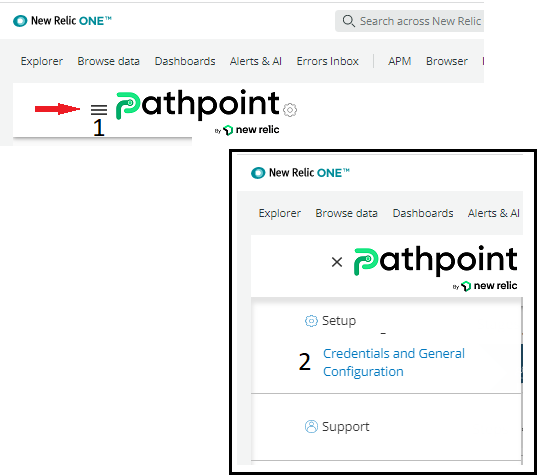 New Relic ONE™
Search across New Relic
Explorer Browse data Dashboards Alerts & AI Errors Inbox APM Browser
Pathpoint
1
By new relic
New Relic ONE™
Explorer Browse data Dashboards Alerts & AI
× Pathpoint
By new relic
Setup
2 Credentials and General
Configuration
Support